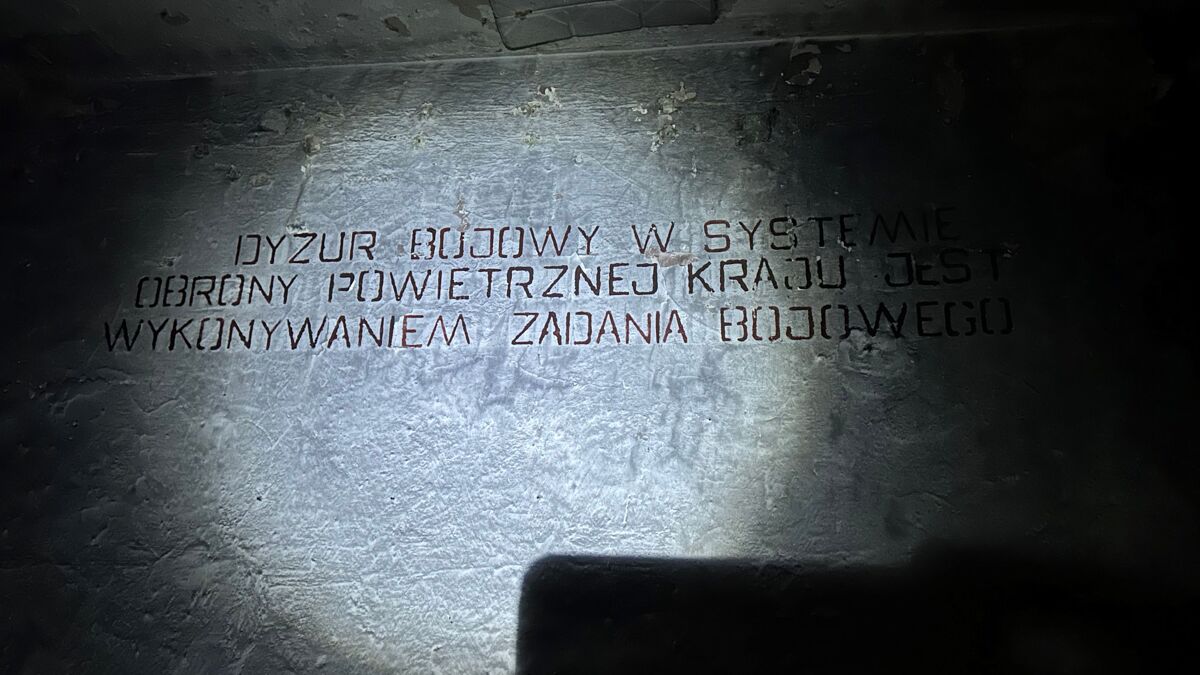 DYZUR BOJOWY W SYSTEMIE
OBRONY POWIETRZNEJ KRAJU JEST
WYKONYWANIEM ZADANIA BOJOWEGO